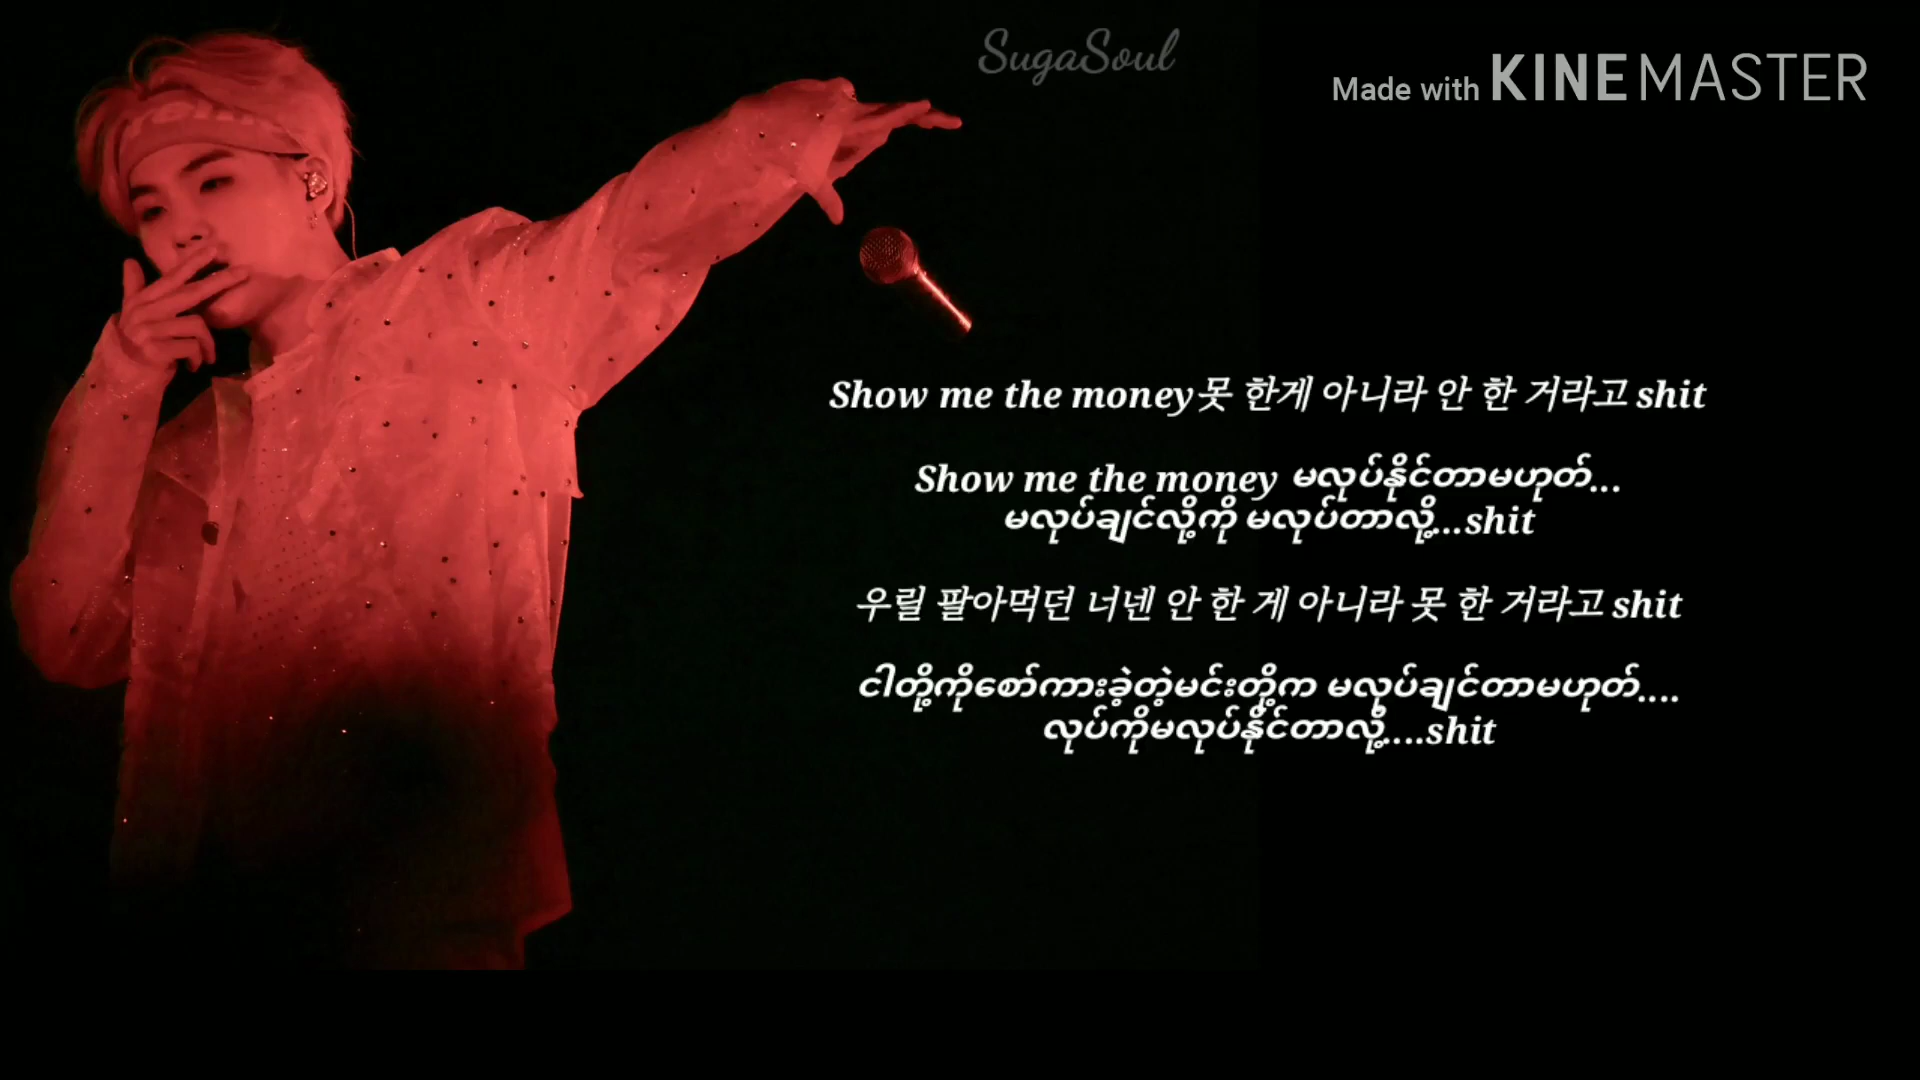 SugaSoul
Made with KINEMASTER
Show me the money못 한게 아니라 안 한 거라고 shit
Show me the money မလုပ်နိုင်တာမဟုတ်...
မလုပ်ချင်လို့ကို မလုပ်တာလို့...shit
우릴 팔아먹던 너넨 안 한 게 아니라 못 한 거라고 shit
ငါတို့ကိုစော်ကားခဲ့တဲ့မင်းတို့က မလုပ်ချင်တာမဟုတ်....
လုပ်ကိုမလုပ်နိုင်တာလို့....shit